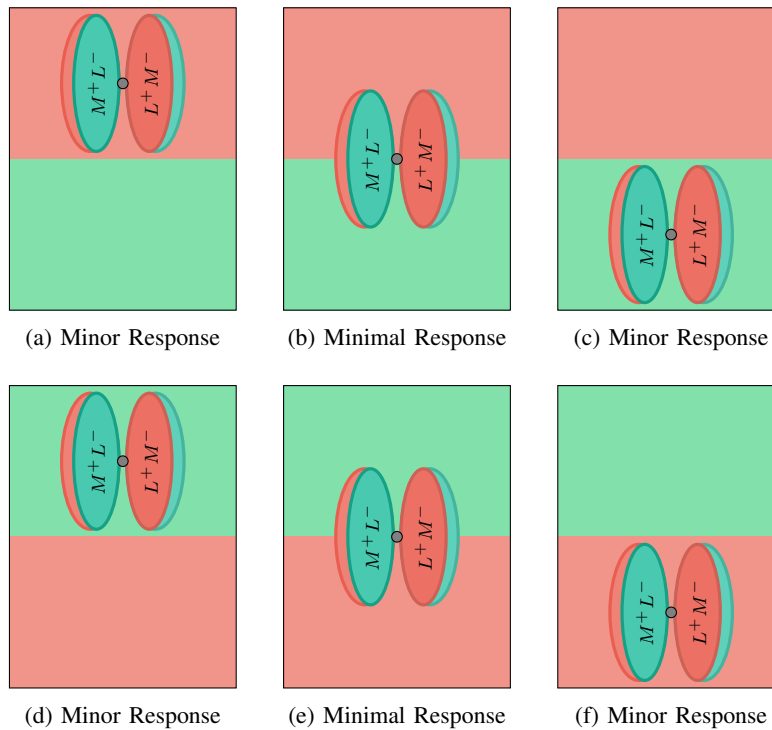 M⁺L⁻ L⁺M⁻ M⁺L⁻ L⁺M⁻ M⁺L⁻ L⁺M⁻
(a) Minor Response (b) Minimal Response (c) Minor Response
M⁺L⁻ L⁺M⁻ M⁺L⁻ L⁺M⁻ M⁺L⁻ L⁺M⁻
(d) Minor Response (e) Minimal Response (f) Minor Response